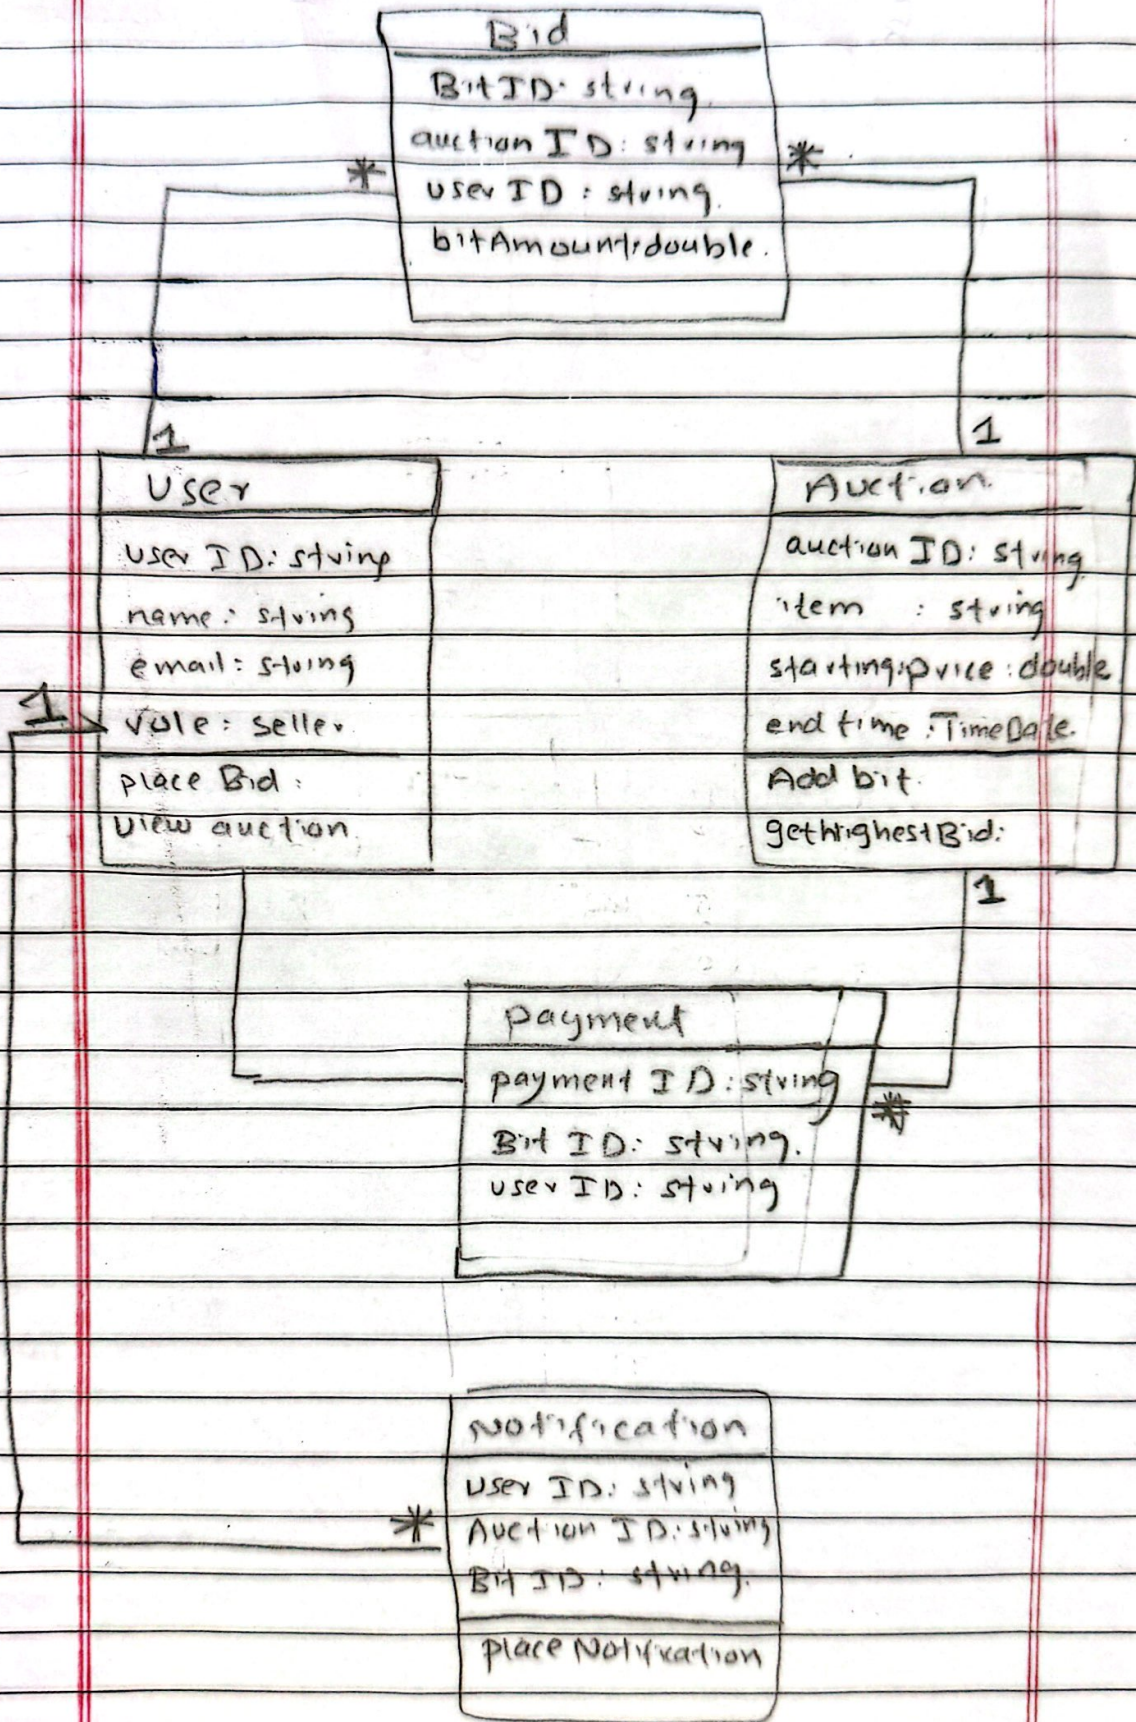 Bid
BitID: string.
auction ID: string
user ID: string.
bitAmount:double.
*
*
1
1
User
user ID: string
name: string
email: string
role: seller.
place Bid:
view auction
Auction
auction ID: string
item : string
starting:price:double
end time :TimeDate.
Add bit.
gethighestBid:
1
1
payment
payment ID:string
Bit ID: string.
user ID: string
*
Notification
user ID: string
Auction ID:string
Bit ID: string.
place Notification
*